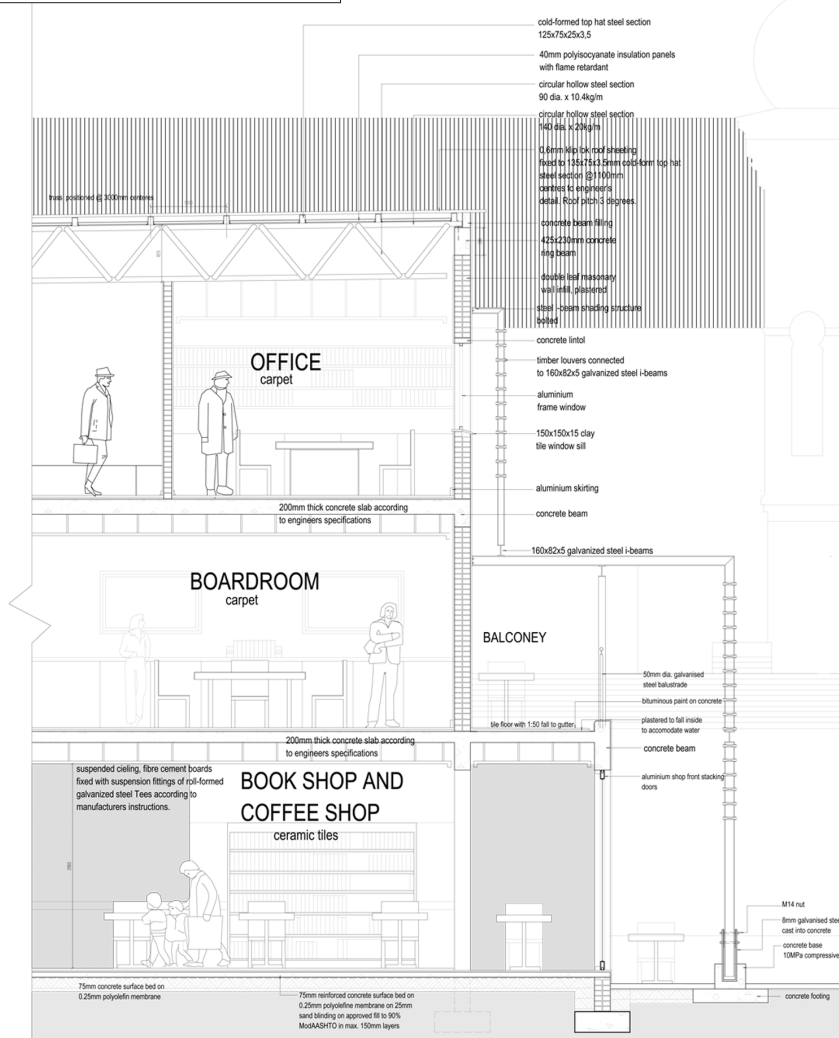 cold-formed top hat steel section
125x75x25x3,5
40mm polyisocyanate insulation panels
with flame retardant
circular hollow steel section
90 dia. x 10.4kg/m
circular hollow steel section
140 dia. x 20kg/m
0,6mm klip lok roof sheeting
fixed to 135x75x3.5mm cold-form top hat
steel section @1100mm
centres to engineer's
detail. Roof pitch 3 degrees.
truss positioned @ 3000mm centeres
concrete beam filling
425x230mm concrete
ring beam
double leaf masonary
wall infill, plastered
steel i-beam shading structure
bolted
concrete lintol
OFFICE
carpet
timber louvers connected
to 160x82x5 galvanized steel i-beams
aluminium
frame window
150x150x15 clay
tile window sill
aluminium skirting
200mm thick concrete slab according
to engineers specifications
concrete beam
160x82x5 galvanized steel i-beams
BOARDROOM
carpet
BALCONEY
50mm dia. galvanised
steel balustrade
bituminous paint on concrete
tile floor with 1:50 fall to gutter
plastered to fall inside
to accomodate water
200mm thick concrete slab according
to engineers specifications
concrete beam
suspended cieling, fibre cement boards
fixed with suspension fittings of roll-formed
galvanized steel Tees according to
manufacturers instructions.
BOOK SHOP AND
COFFEE SHOP
ceramic tiles
aluminium shop front stacking
doors
M14 nut
8mm galvanised stee
cast into concrete
concrete base
10MPa compressive
75mm concrete surface bed on
0.25mm polyolefin membrane
75mm reinforced concrete surface bed on
0.25mm polyolefine membrane on 25mm
sand blinding on approved fill to 90%
ModAASHTO in max. 150mm layers
concrete footing